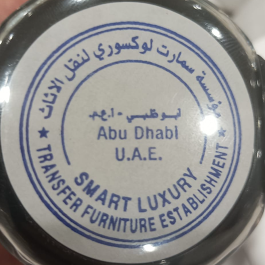 مؤسسة سمارت لوكسوري لنقل الاثاث
ابوظبي - ا.ع.م
Abu Dhabi
U.A.E.
SMART LUXURY
TRANSFER FURNITURE ESTABLISHMENT